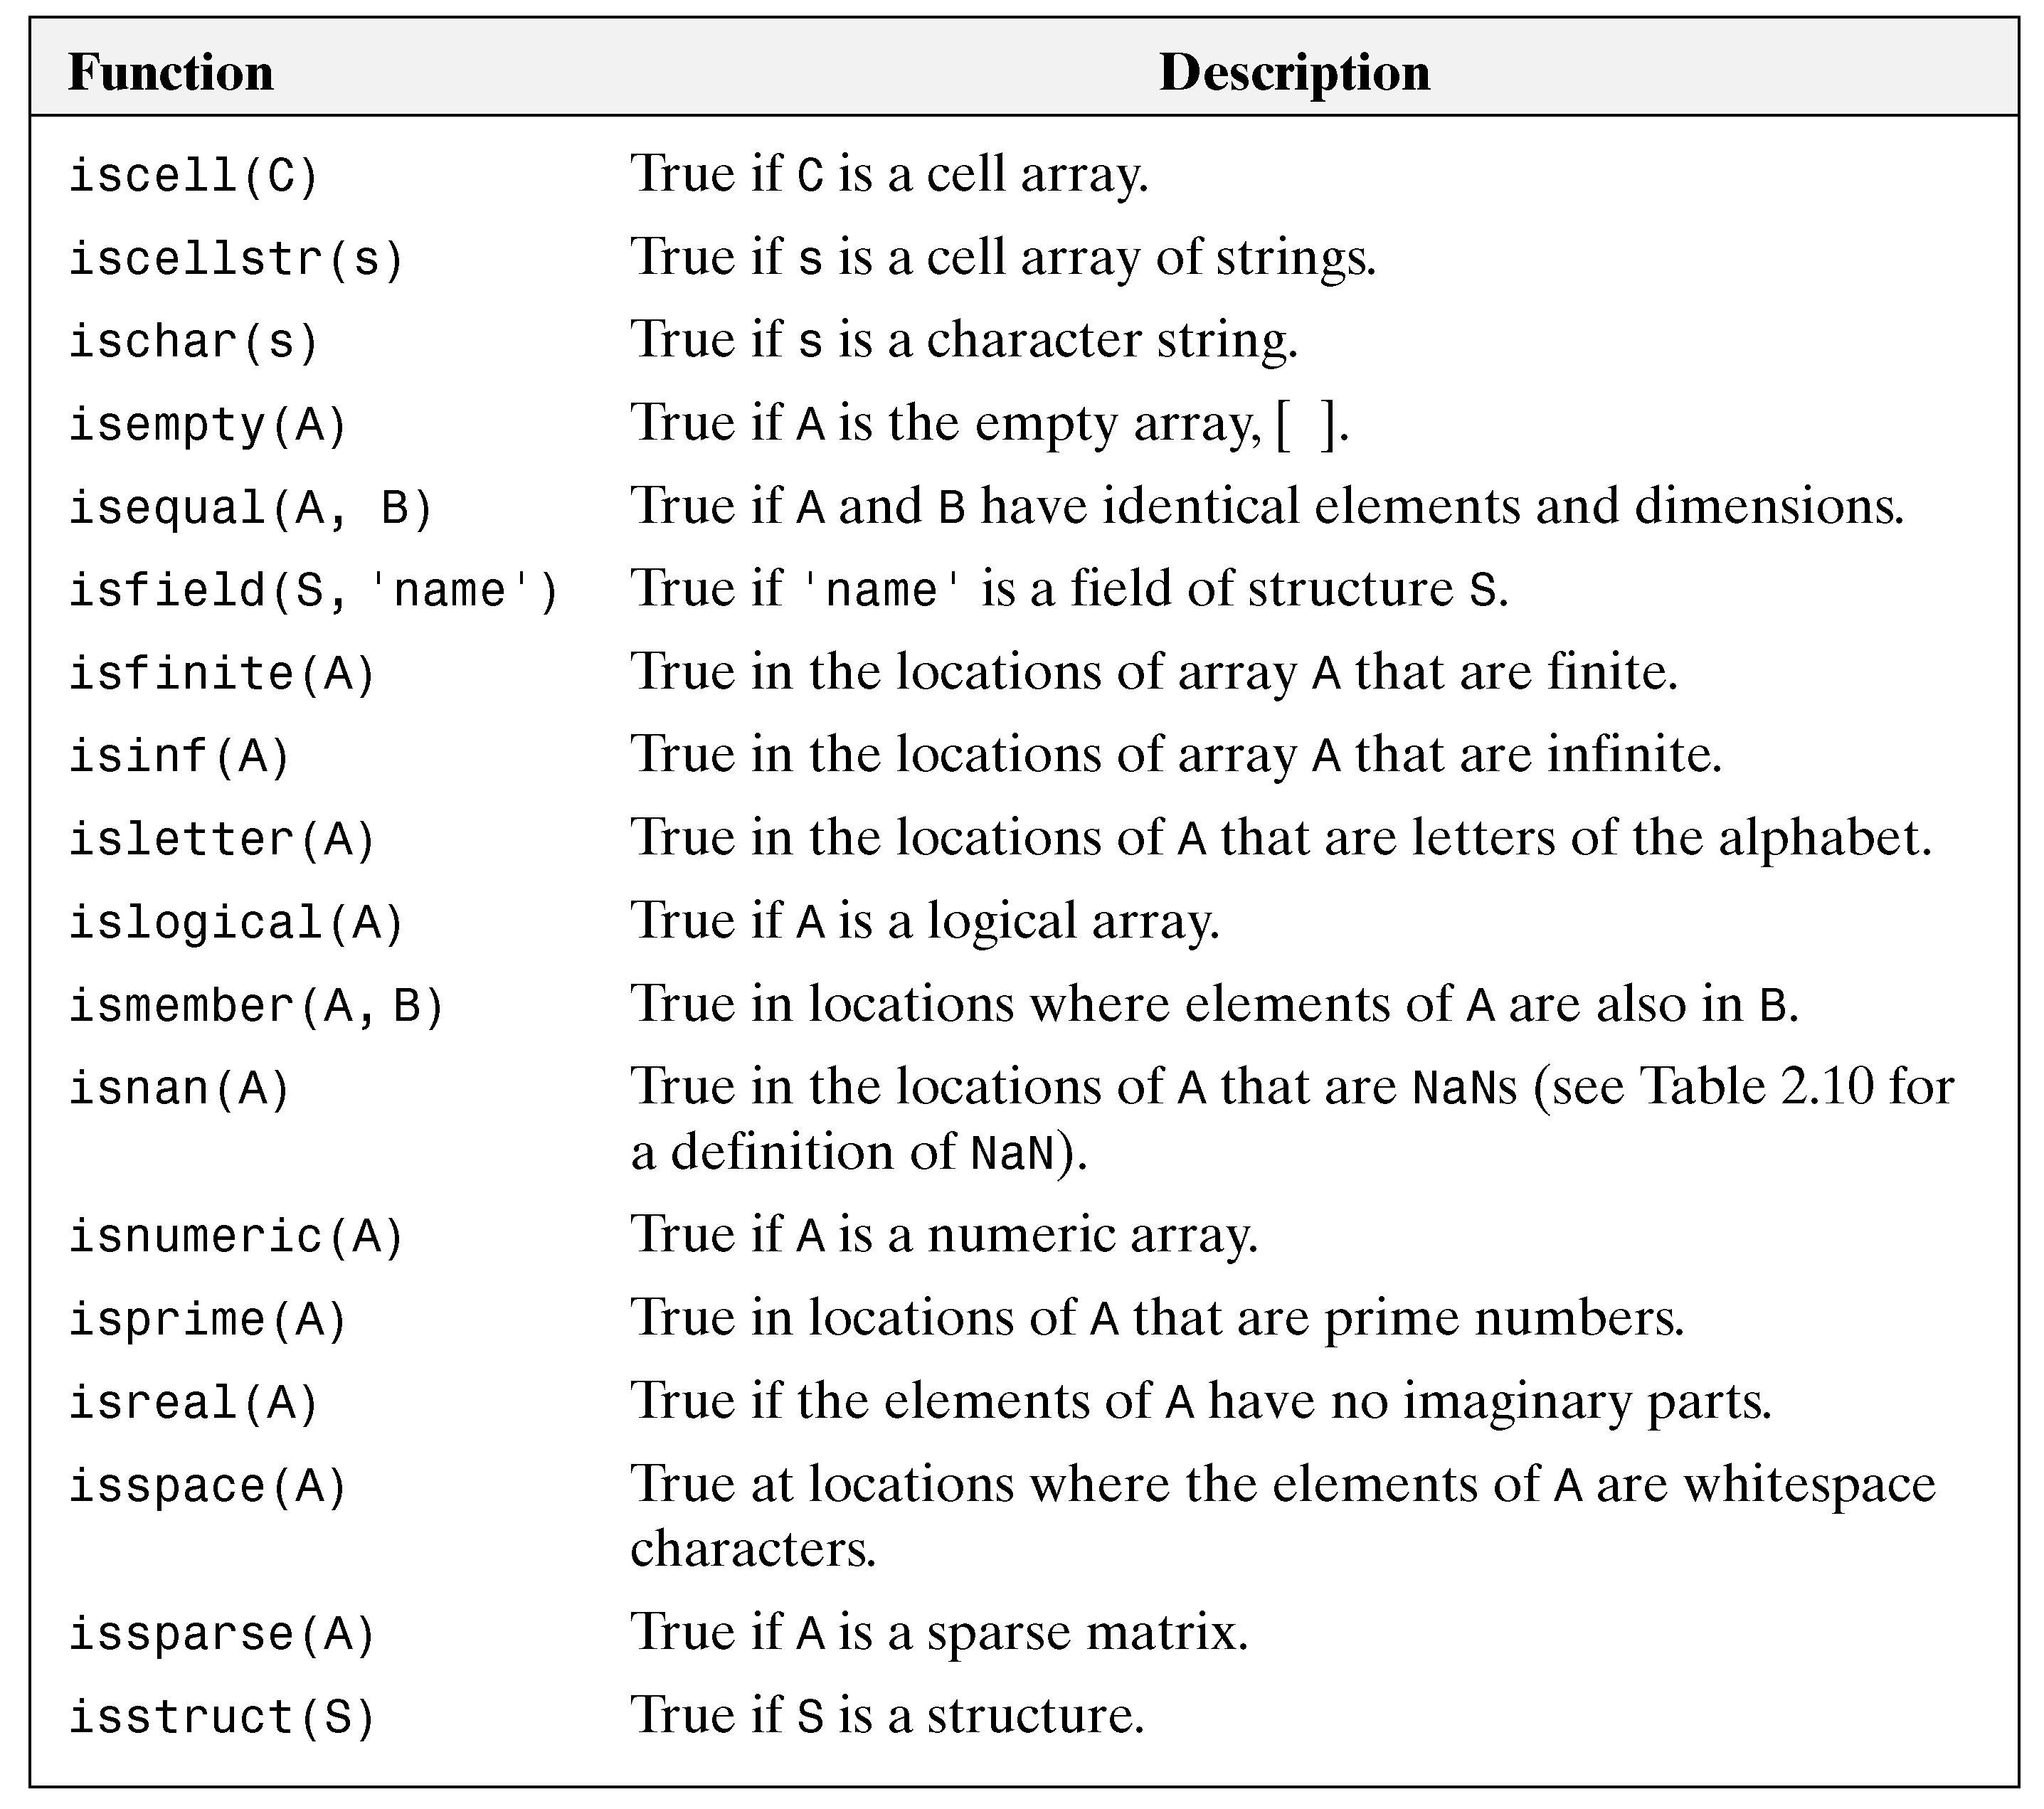 Function Description
iscell(C) True if C is a cell array.
iscellstr(s) True if s is a cell array of strings.
ischar(s) True if s is a character string.
isempty(A) True if A is the empty array, [ ].
isequal(A, B) True if A and B have identical elements and dimensions.
isfield(S, 'name') True if 'name' is a field of structure S.
isfinite(A) True in the locations of array A that are finite.
isinf(A) True in the locations of array A that are infinite.
isletter(A) True in the locations of A that are letters of the alphabet.
islogical(A) True if A is a logical array.
ismember(A, B) True in locations where elements of A are also in B.
isnan(A) True in the locations of A that are NaNs (see Table 2.10 for
a definition of NaN).
isnumeric(A) True if A is a numeric array.
isprime(A) True in locations of A that are prime numbers.
isreal(A) True if the elements of A have no imaginary parts.
isspace(A) True at locations where the elements of A are whitespace
characters.
issparse(A) True if A is a sparse matrix.
isstruct(S) True if S is a structure.